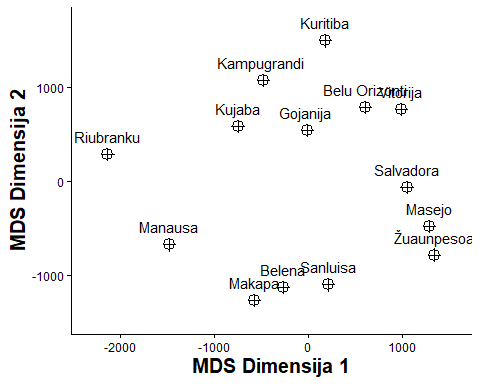 Kuritiba
Kampugrandi
Belu Orizonti
Vitorija
Kujaba
Gojanija
Riubranku
Salvadora
Masejo
Manausa
Žuaunpesoa
Belena
Sanluisa
Makapa
1000
0
-1000
-2000
-1000
0
1000
MDS Dimensija 1
MDS Dimensija 2